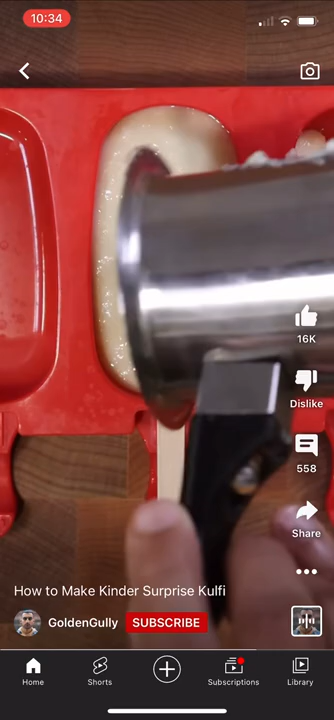 10:34
16K
Dislike
558
Share
How to Make Kinder Surprise Kulfi
GoldenGully SUBSCRIBE
Home Shorts Subscriptions Library